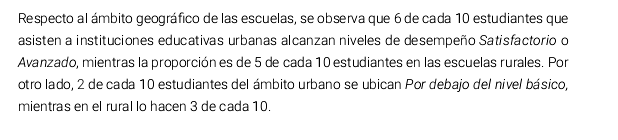 Respecto al ámbito geográfico de las escuelas, se observa que 6 de cada 10 estudiantes que
asisten a instituciones educativas urbanas alcanzan niveles de desempeño Satisfactorio o
Avanzado, mientras la proporción es de 5 de cada 10 estudiantes en las escuelas rurales. Por
otro lado, 2 de cada 10 estudiantes del ámbito urbano se ubican Por debajo del nivel básico,
mientras en el rural lo hacen 3 de cada 10.